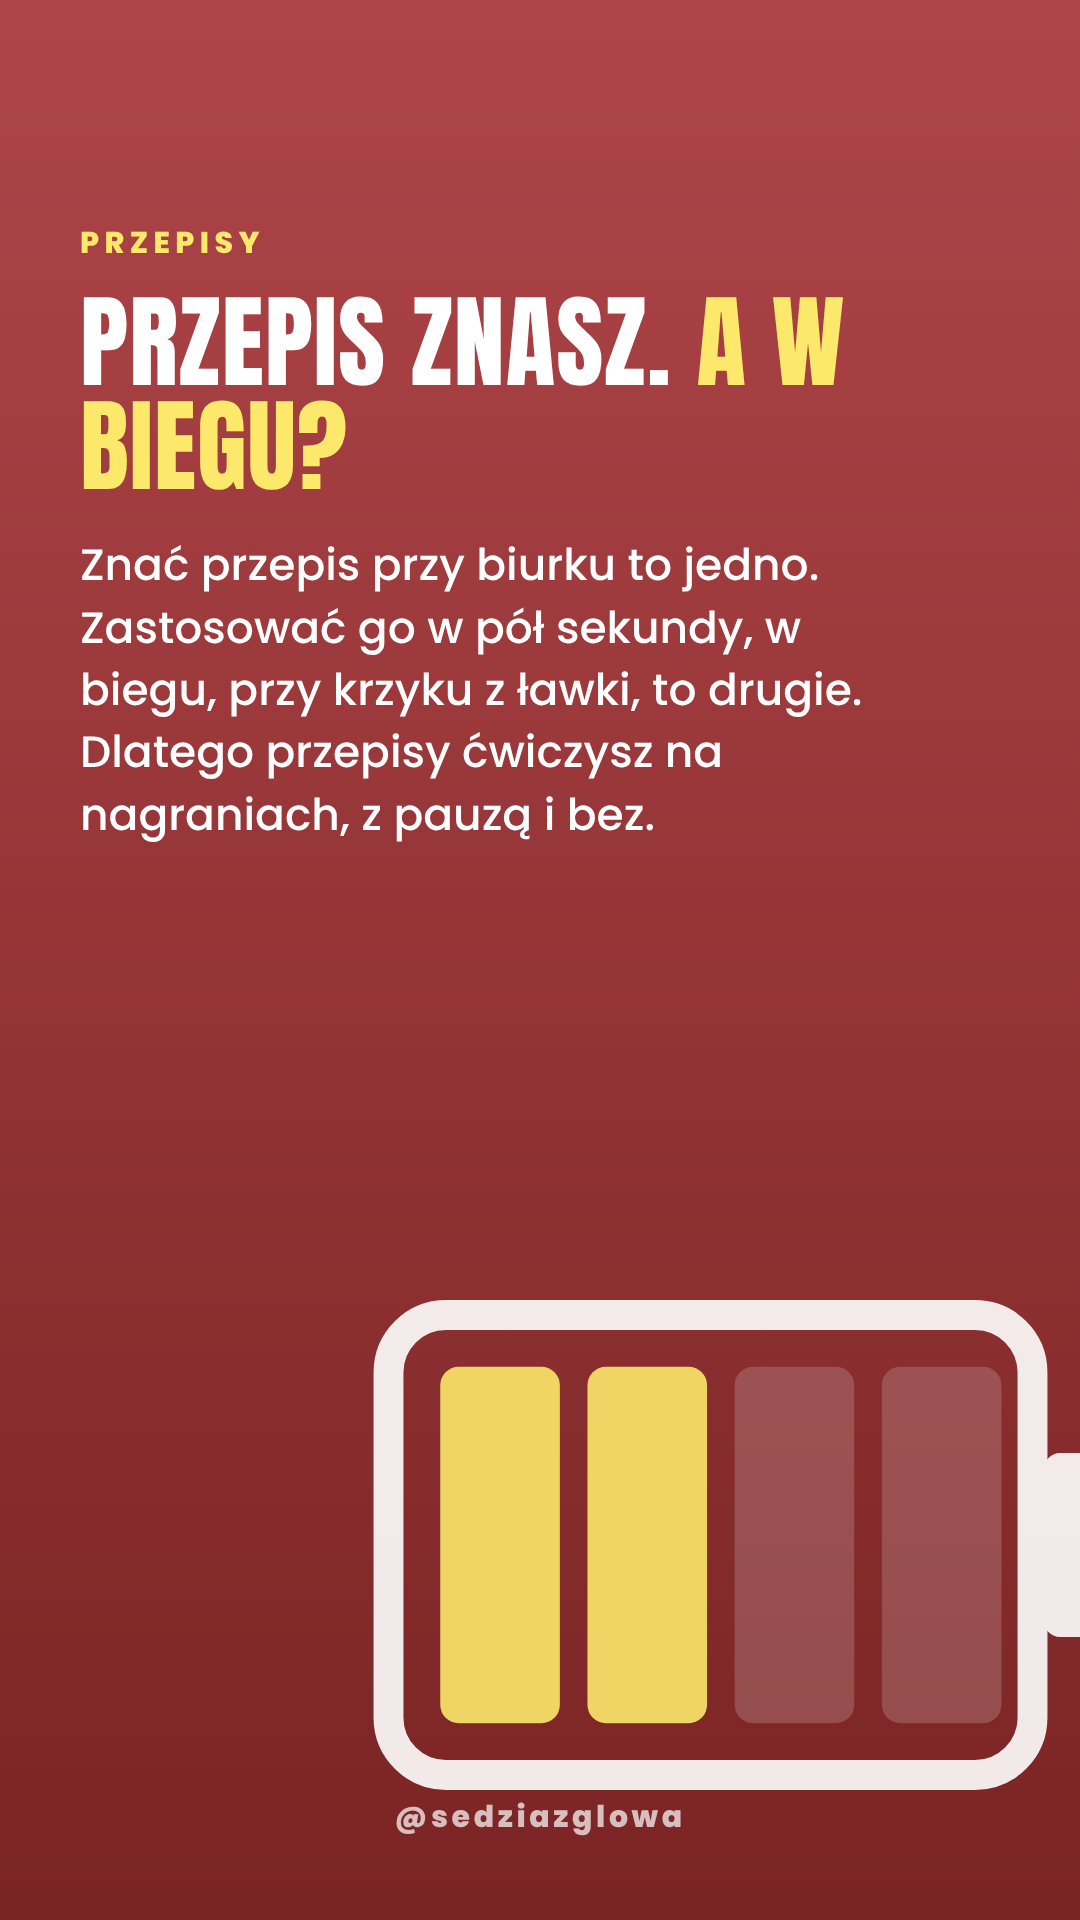 PRZEPISY
PRZEPIS ZNASZ. A W
BIEGU?
Znać przepis przy biurku to jedno.
Zastosować go w pół sekundy, w
biegu, przy krzyku z ławki, to drugie.
Dlatego przepisy ćwiczysz na
nagraniach, z pauzą i bez.
@sedziazglowa